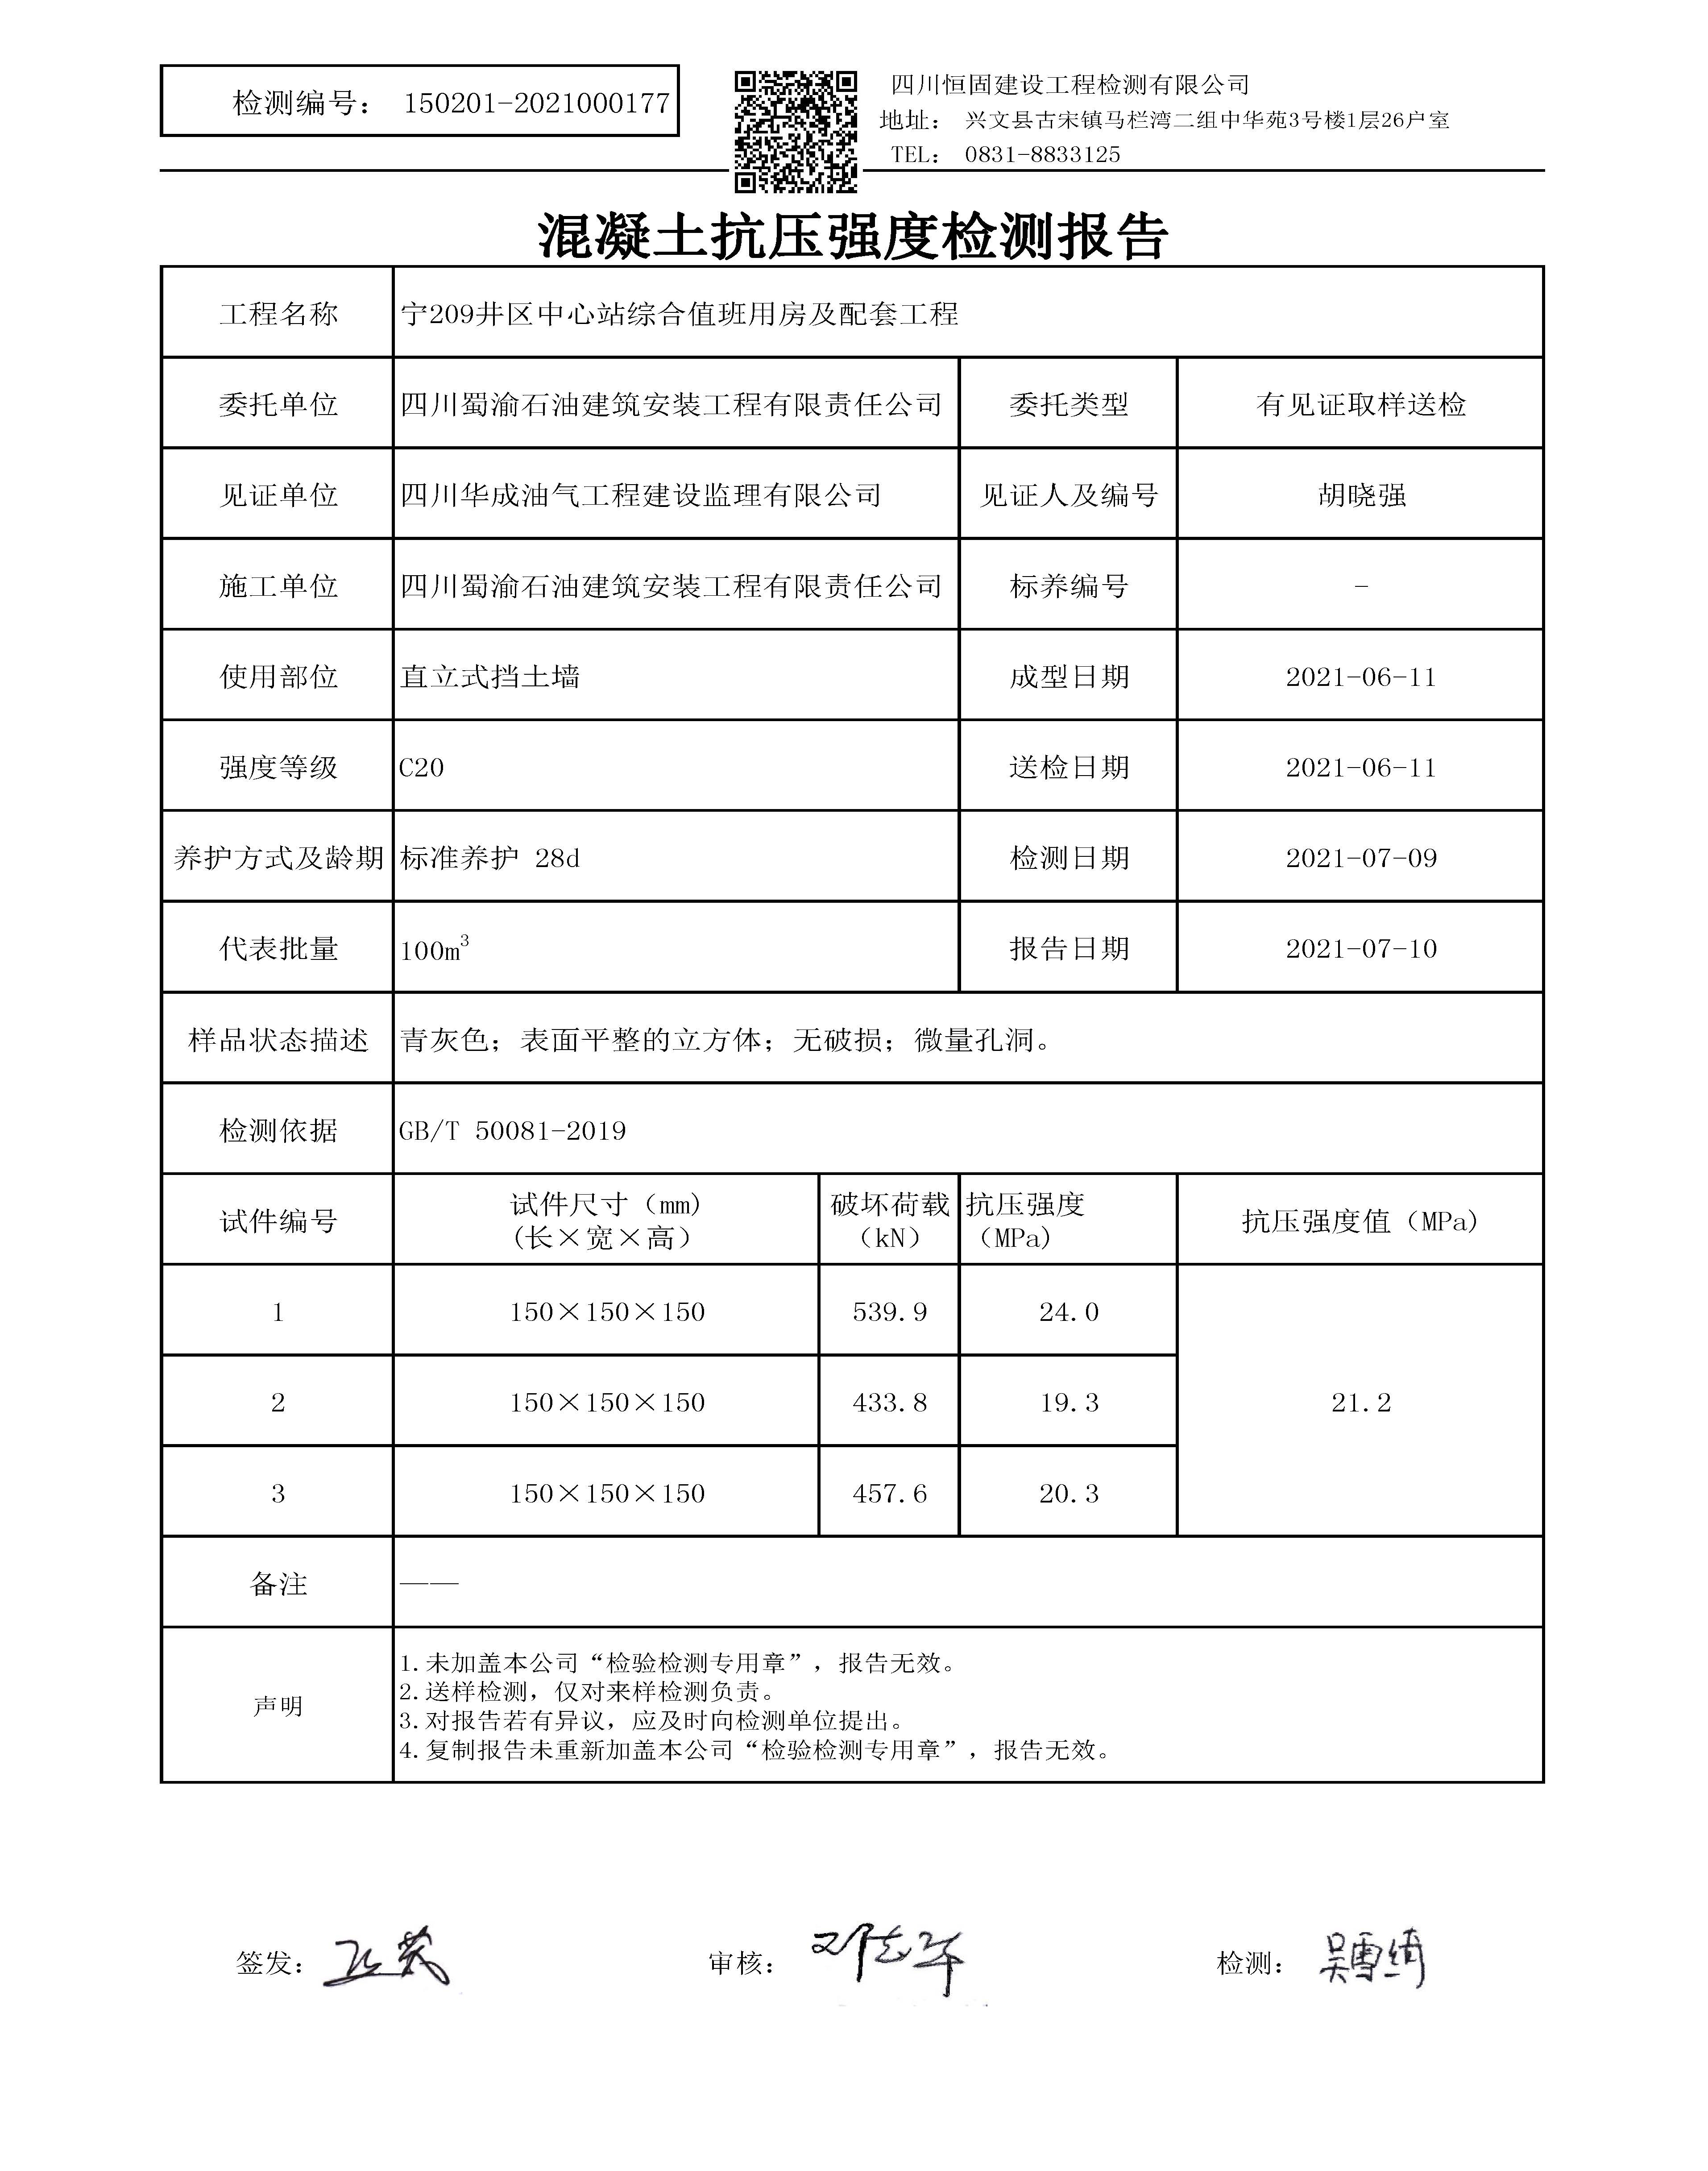 检测编号： 150201-2021000177
四川恒固建设工程检测有限公司
地址： 兴文县古宋镇马栏湾二组中华苑3号楼1层26户室
TEL： 0831-8833125
混凝土抗压强度检测报告
工程名称 宁209井区中心站综合值班用房及配套工程
委托单位 四川蜀渝石油建筑安装工程有限责任公司 委托类型 有见证取样送检
见证单位 四川华成油气工程建设监理有限公司 见证人及编号 胡晓强
施工单位 四川蜀渝石油建筑安装工程有限责任公司 标养编号 -
使用部位 直立式挡土墙 成型日期 2021-06-11
强度等级 C20 送检日期 2021-06-11
养护方式及龄期 标准养护 28d 检测日期 2021-07-09
代表批量 100m³ 报告日期 2021-07-10
样品状态描述 青灰色；表面平整的立方体；无破损；微量孔洞。
检测依据 GB/T 50081-2019
试件编号 试件尺寸（mm） （长×宽×高） 破坏荷载 （kN） 抗压强度 （MPa） 抗压强度值（MPa）
1 150×150×150 539.9 24.0
2 150×150×150 433.8 19.3 21.2
3 150×150×150 457.6 20.3
备注 ——
声明
1.未加盖本公司“检验检测专用章”，报告无效。
2.送样检测，仅对来样检测负责。
3.对报告若有异议，应及时向检测单位提出。
4.复制报告未重新加盖本公司“检验检测专用章”，报告无效。
签发： 审核： 检测： 吴雪绮